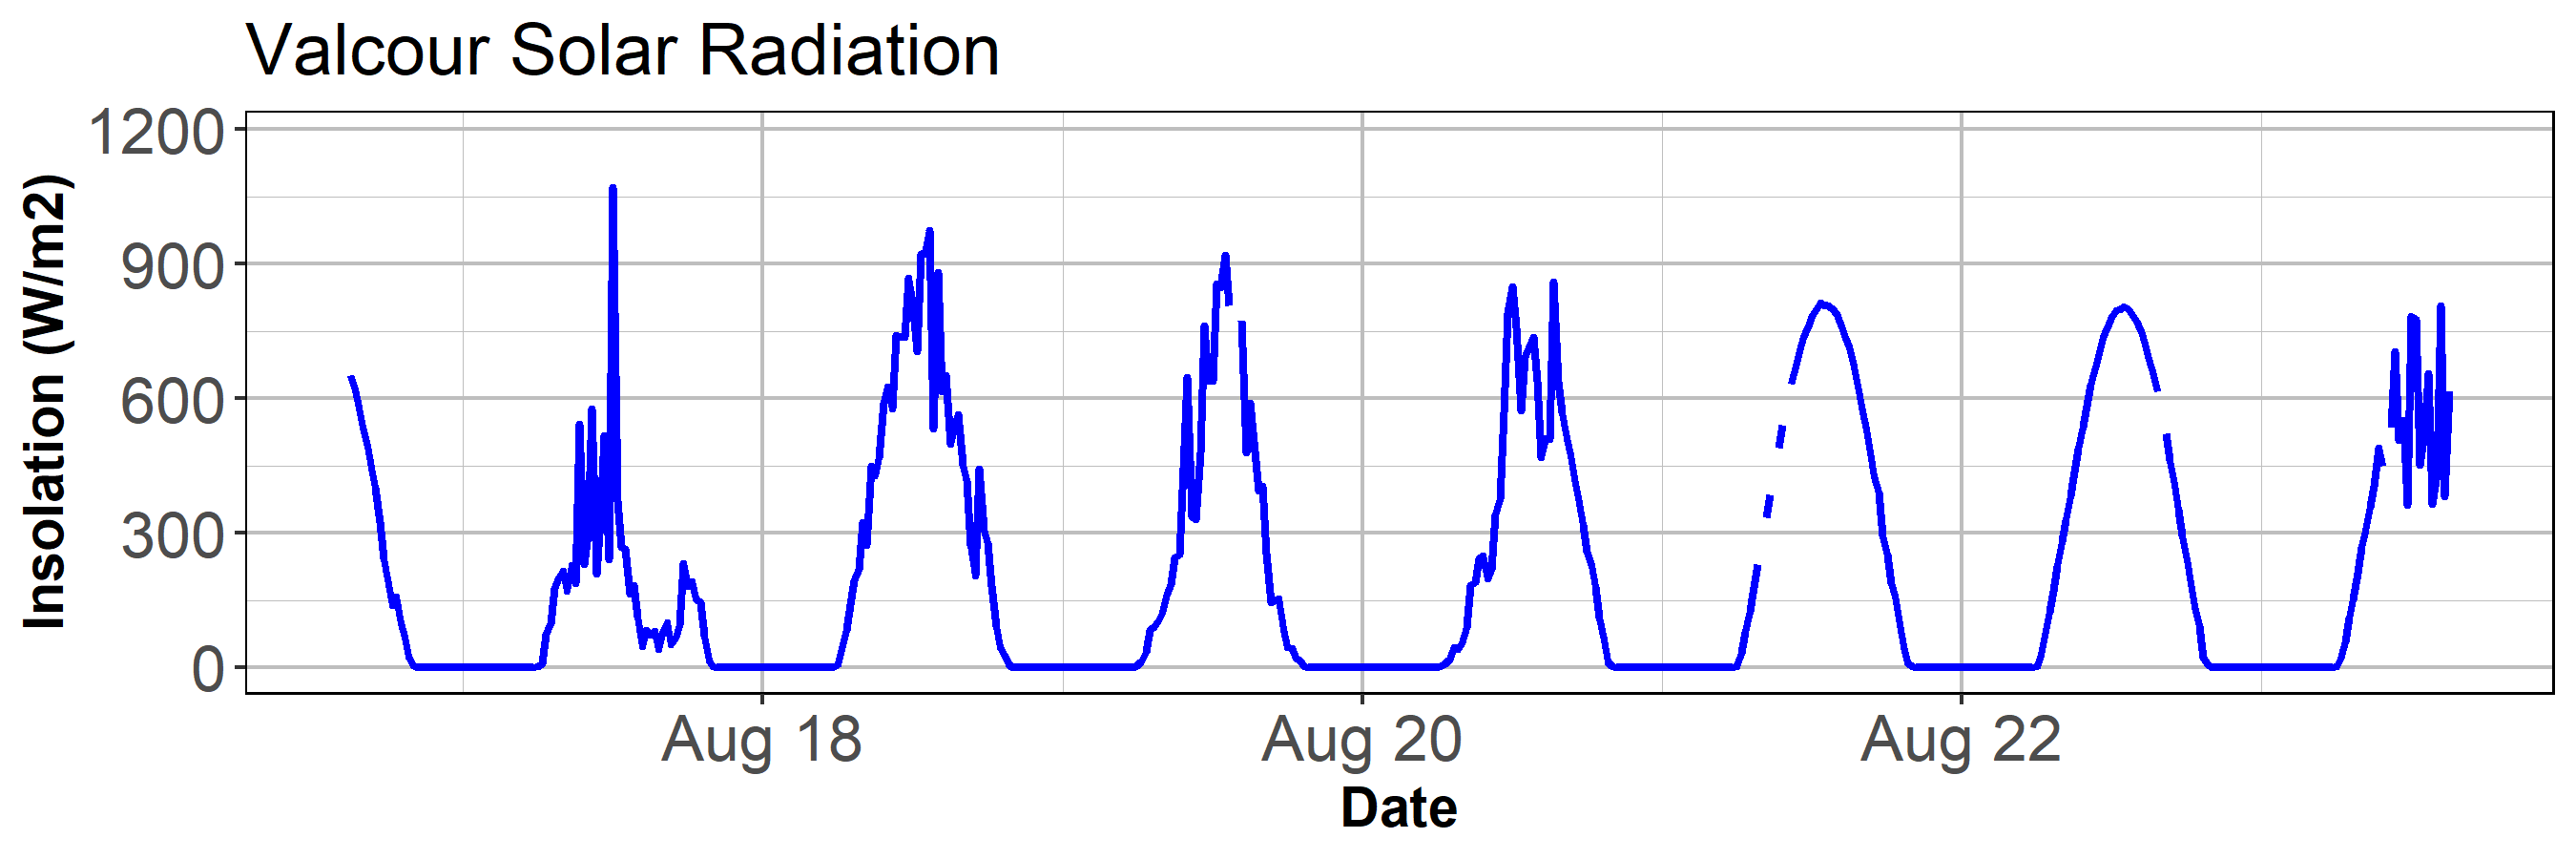 Valcour Solar Radiation
1200
900
600
300
0
Insolation (W/m2)
Aug 18
Aug 20
Aug 22
Date